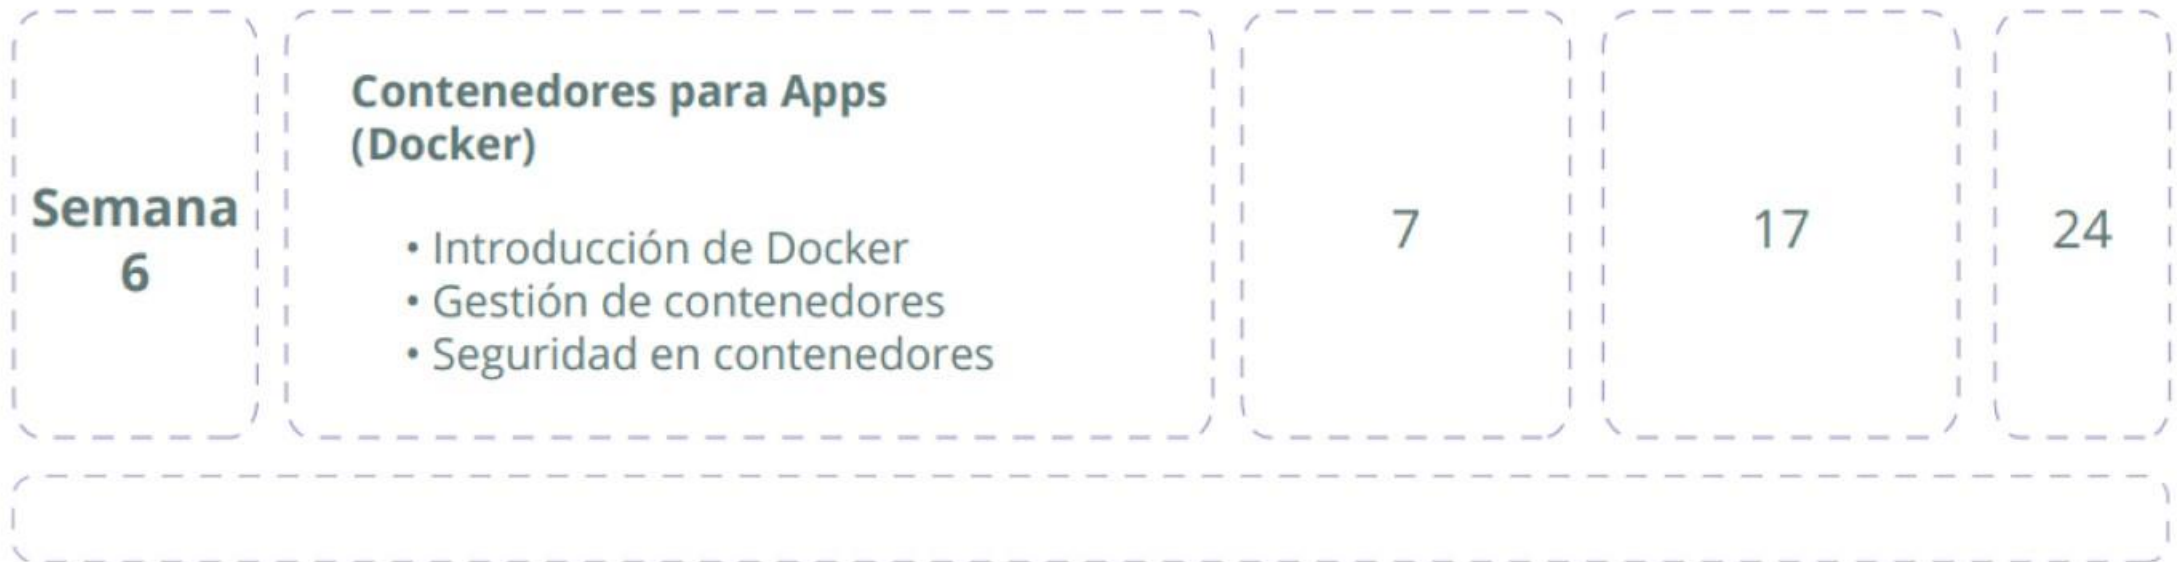 Semana
6
Contenedores para Apps
(Docker)
• Introducción de Docker
• Gestión de contenedores
• Seguridad en contenedores
7
17
24